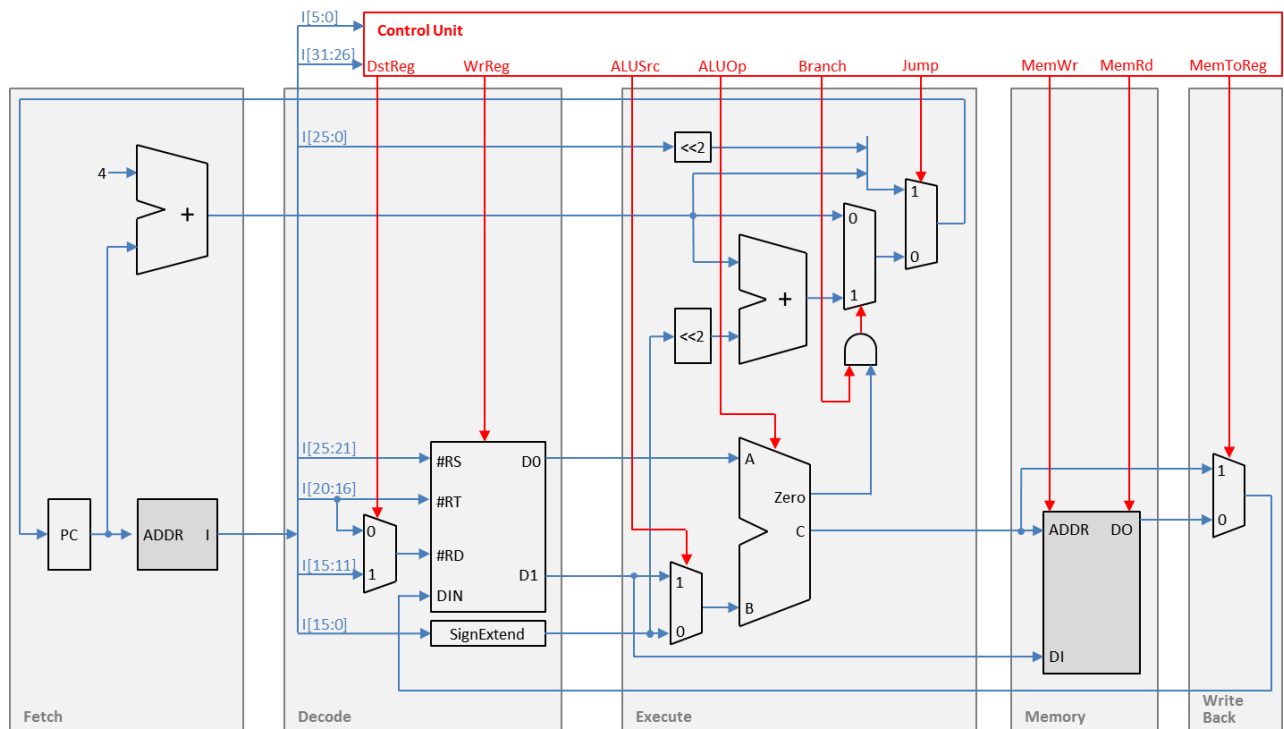 I[5:0]
Control Unit
I[31:26]
DstReg WrReg ALUSrc ALUOp Branch Jump MemWr MemRd MemToReg
I[25:0]
<<2
4
1
+
0
0
+
1
<<2
I[25:21]
#RS D0 A
I[20:16]
#RT Zero
1
PC ADDR I
0
C
ADDR DO
0
#RD
I[15:11]
1
D1
1
DIN
B
I[15:0]
SignExtend
0
DI
Fetch Decode Execute Memory Write
Back